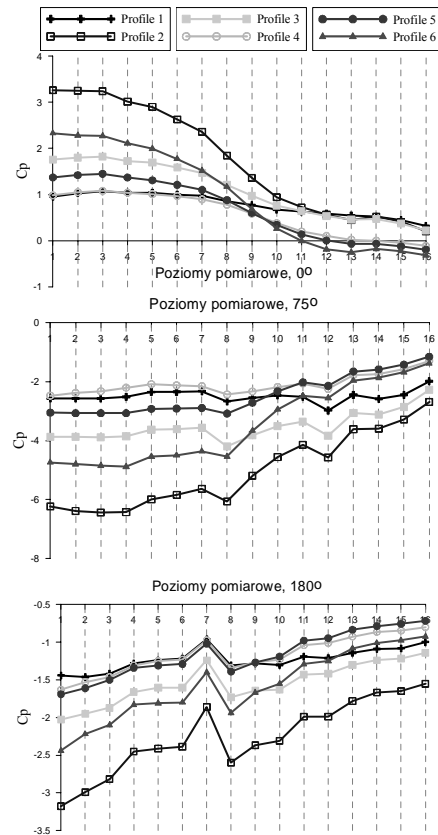 Profile 1 Profile 3 Profile 5
Profile 2 Profile 4 Profile 6
4
3
2
1
0
-1
Cp
1 2 3 4 5 6 7 8 9 10 11 12 13 14 15 16
Poziomy pomiarowe, 0º
Poziomy pomiarowe, 75º
0
-2
-4
-6
-8
Cp
1 2 3 4 5 6 7 8 9 10 11 12 13 14 15 16
Poziomy pomiarowe, 180º
-0.5
-1
-1.5
-2
-2.5
-3
-3.5
Cp
1 2 3 4 5 6 7 8 9 10 11 12 13 14 15 16